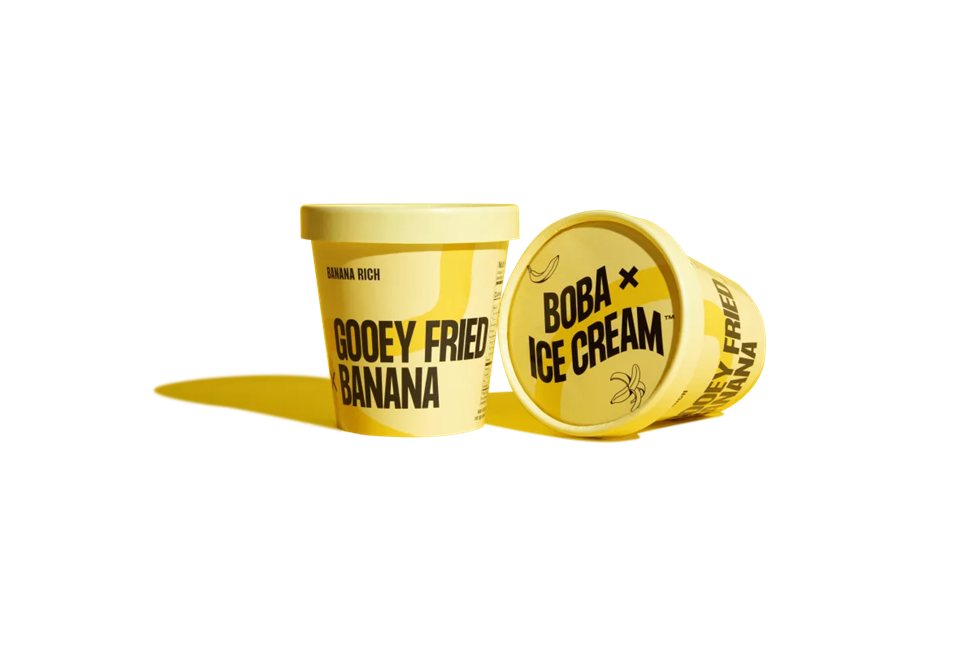 BANANA RICH
GOOEY FRIED
× BANANA
BOBA ×
ICE CREAM™
GOOEY FRIED
BANANA